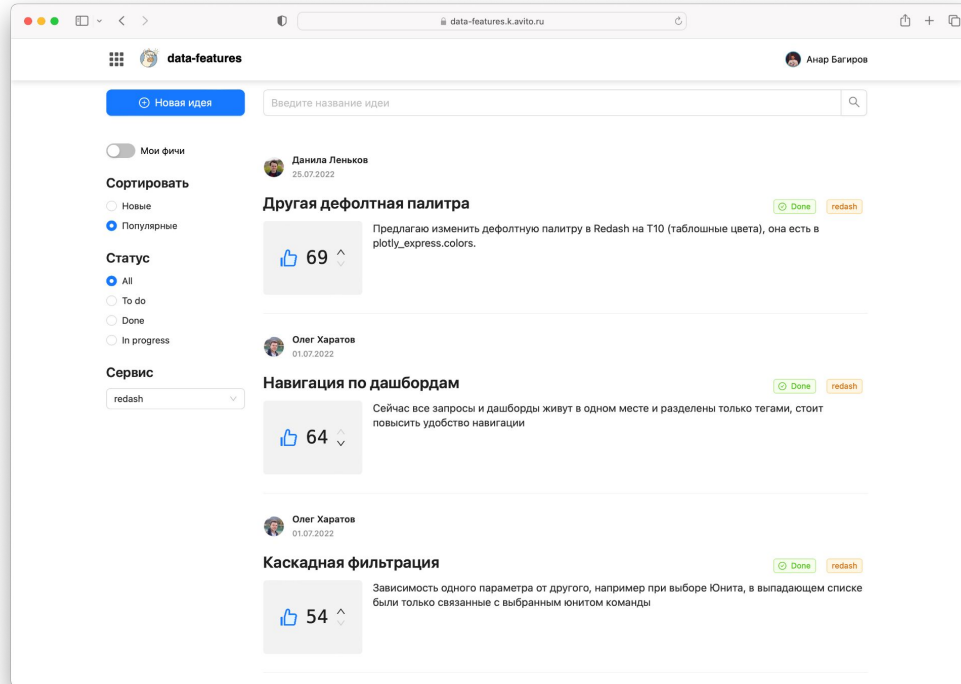 data-features.k.avito.ru
data-features
Анар Багиров
Новая идея
Введите название идеи
Мои фичи
Сортировать
Новые
Популярные
Статус
All
To do
Done
In progress
Сервис
redash
Данила Леньков
25.07.2022
Другая дефолтная палитра
Done
redash
69
Предлагаю изменить дефолтную палитру в Redash на T10 (таблошные цвета), она есть в
plotly_express.colors.
Олег Харатов
01.07.2022
Навигация по дашбордам
Done
redash
64
Сейчас все запросы и дашборды живут в одном месте и разделены только тегами, стоит
повысить удобство навигации
Олег Харатов
01.07.2022
Каскадная фильтрация
Done
redash
54
Зависимость одного параметра от другого, например при выборе Юнита, в выпадающем списке
были только связанные с выбранным юнитом команды